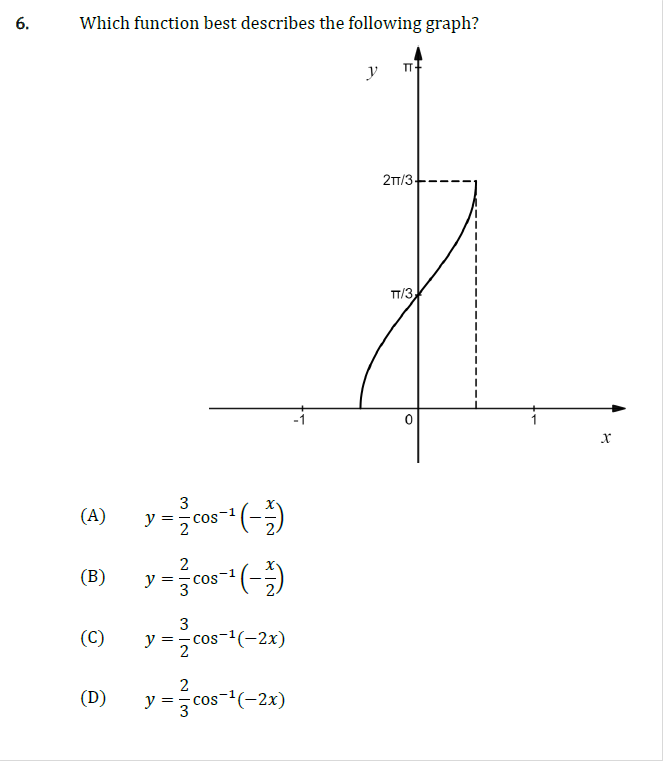 6. Which function best describes the following graph?
y π
2π/3
π/3
-1 0 1
x
(A) y = 3/2 cos⁻¹(−x/2)
(B) y = 2/3 cos⁻¹(−x/2)
(C) y = 3/2 cos⁻¹(−2x)
(D) y = 2/3 cos⁻¹(−2x)